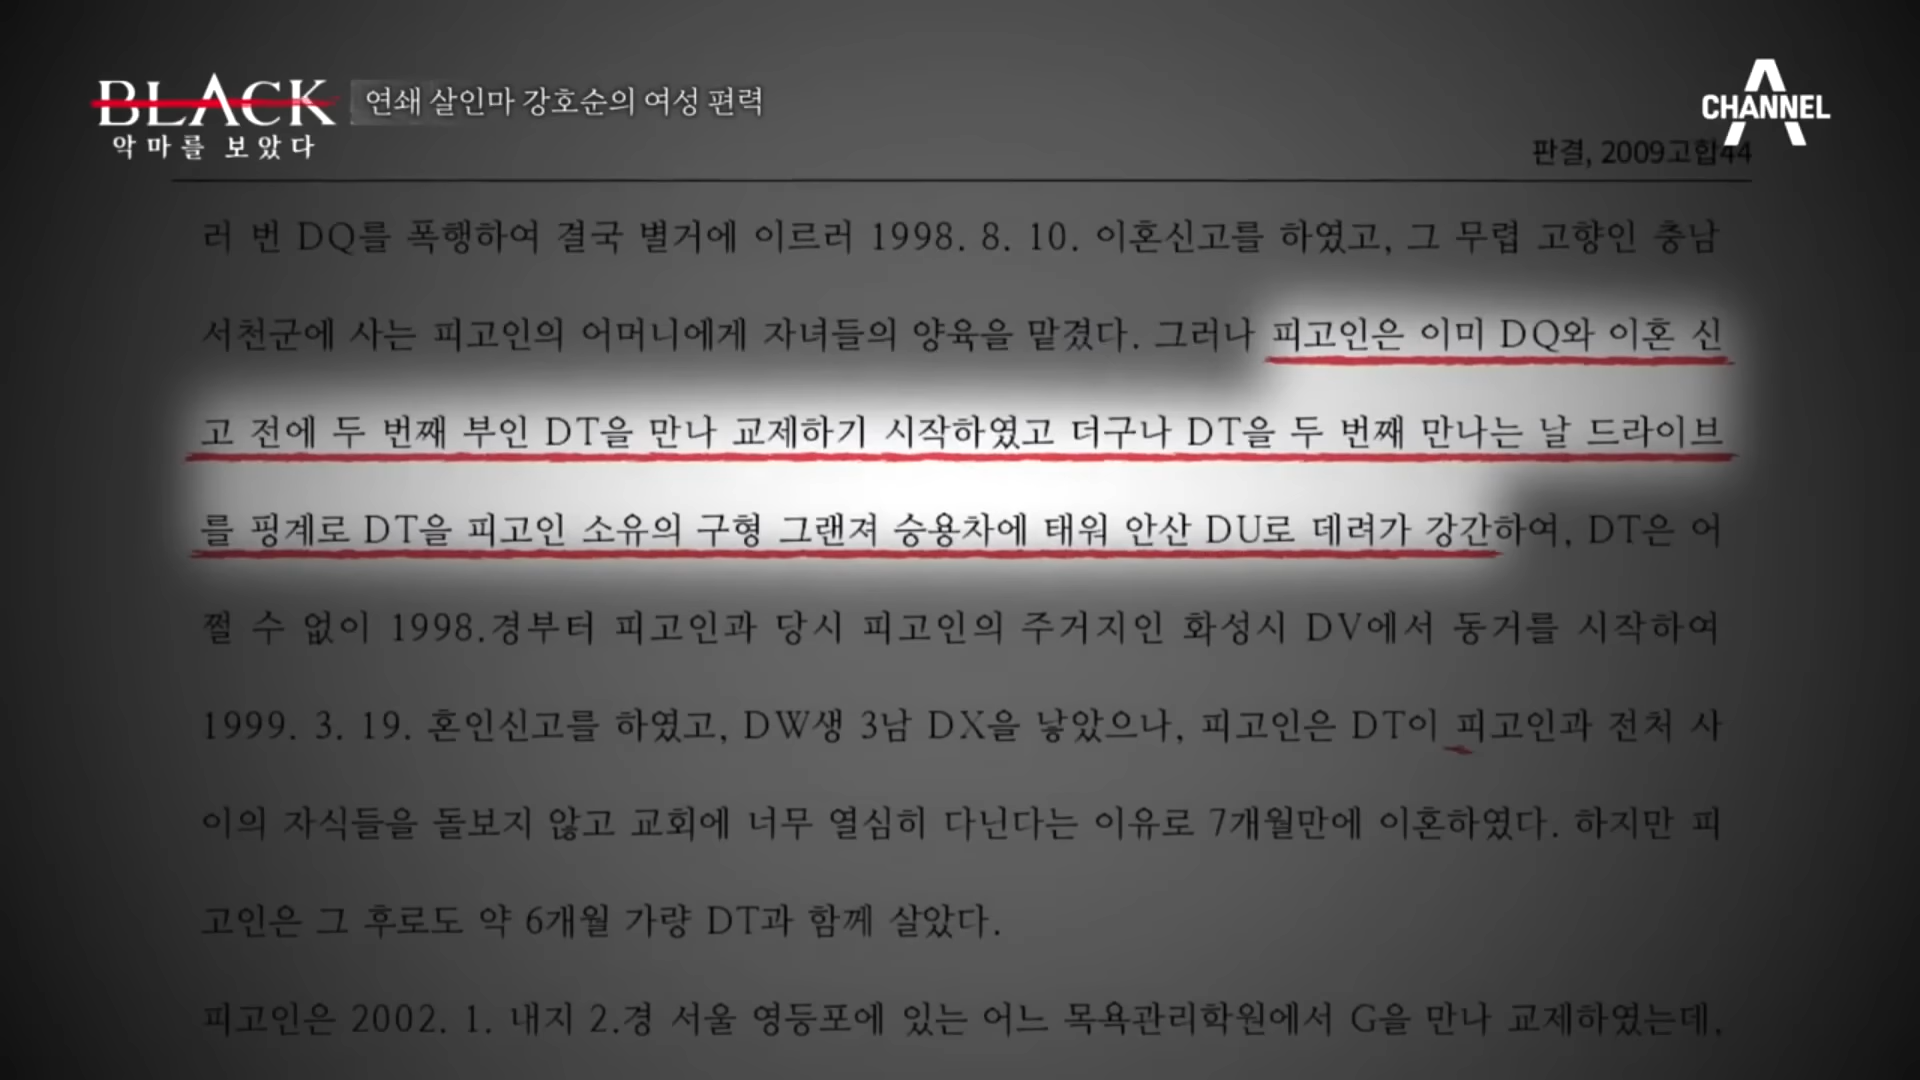 BLACK
악마를 보았다
연쇄 살인마 강호순의 여성 편력
CHANNEL A
판결, 2009고합44
러 번 DQ를 폭행하여 결국 별거에 이르러 1998. 8. 10. 이혼신고를 하였고, 그 무렵 고향인 충남
서천군에 사는 피고인의 어머니에게 자녀들의 양육을 맡겼다. 그러나 피고인은 이미 DQ와 이혼 신
고 전에 두 번째 부인 DT을 만나 교제하기 시작하였고 더구나 DT을 두 번째 만나는 날 드라이브
를 핑계로 DT을 피고인 소유의 구형 그랜져 승용차에 태워 안산 DU로 데려가 강간하여, DT은 어
쩔 수 없이 1998.경부터 피고인과 당시 피고인의 주거지인 화성시 DV에서 동거를 시작하여
1999. 3. 19. 혼인신고를 하였고, DW생 3남 DX을 낳았으나, 피고인은 DT이 피고인과 전처 사
이의 자식들을 돌보지 않고 교회에 너무 열심히 다닌다는 이유로 7개월만에 이혼하였다. 하지만 피
고인은 그 후로도 약 6개월 가량 DT과 함께 살았다.
피고인은 2002. 1. 내지 2.경 서울 영등포에 있는 어느 목욕관리학원에서 G을 만나 교제하였는데,